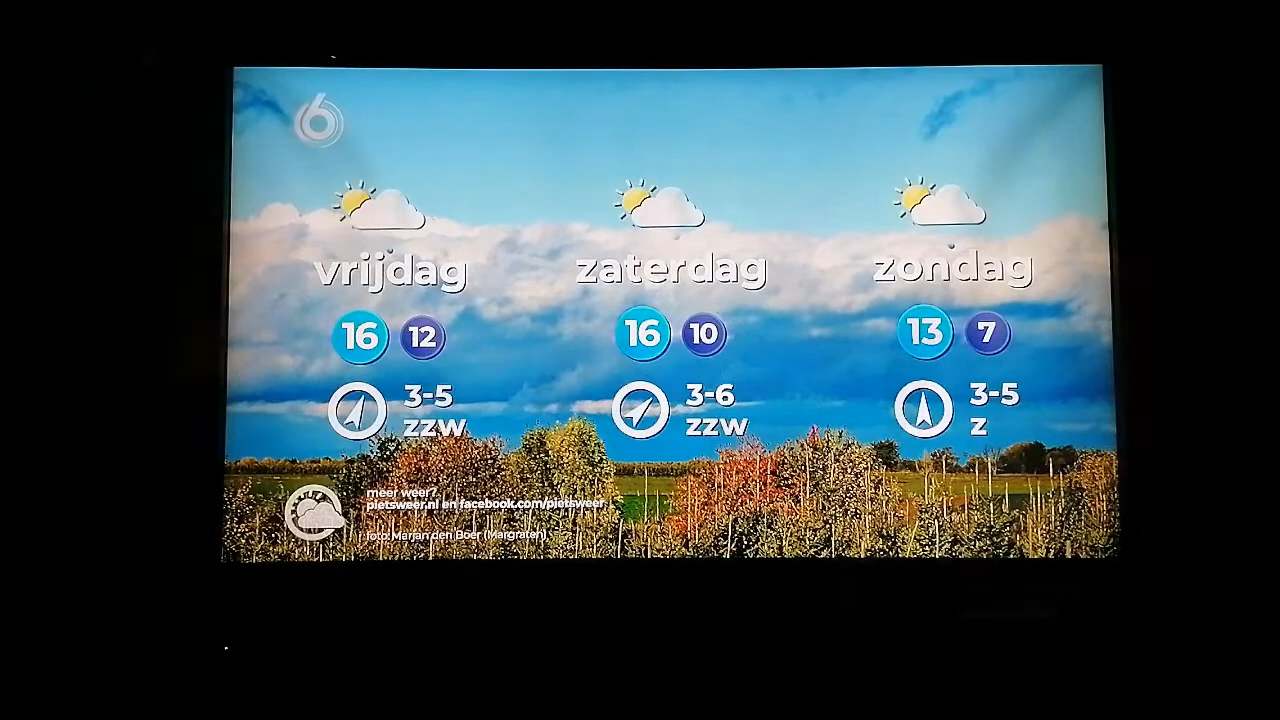 6
vrijdag zaterdag zondag
16 12 16 10 13 7
3-5 3-6 3-5
zzw zzw z
meer weer?
pietsweer.nl en facebook.com/pietsweer
foto: Marjan den Boer (Margraten)